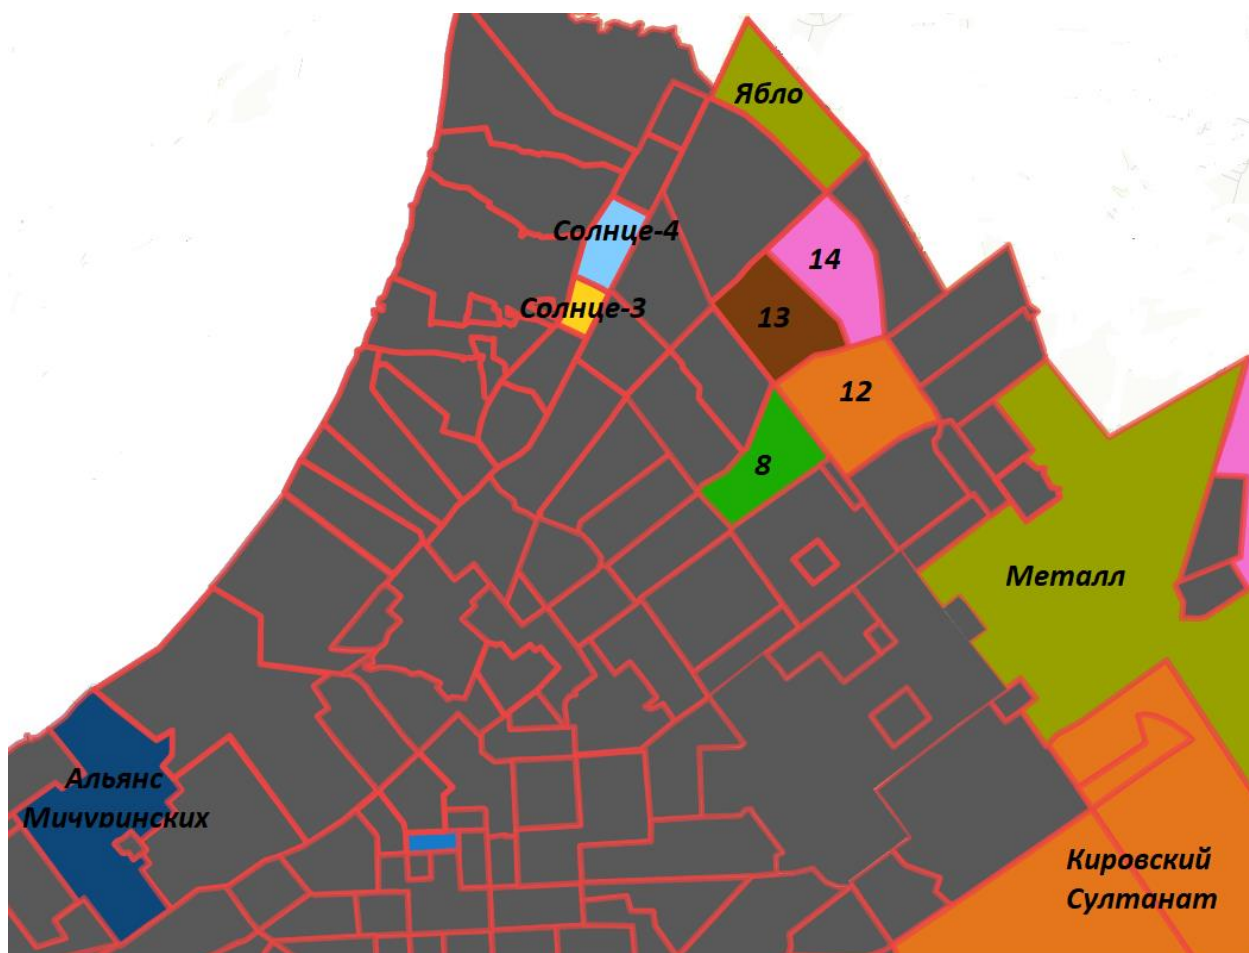 Ябло
Солнце-4
14
Солнце-3
13
12
8
Металл
Альянс
Мичуринских
Кировский
Султанат